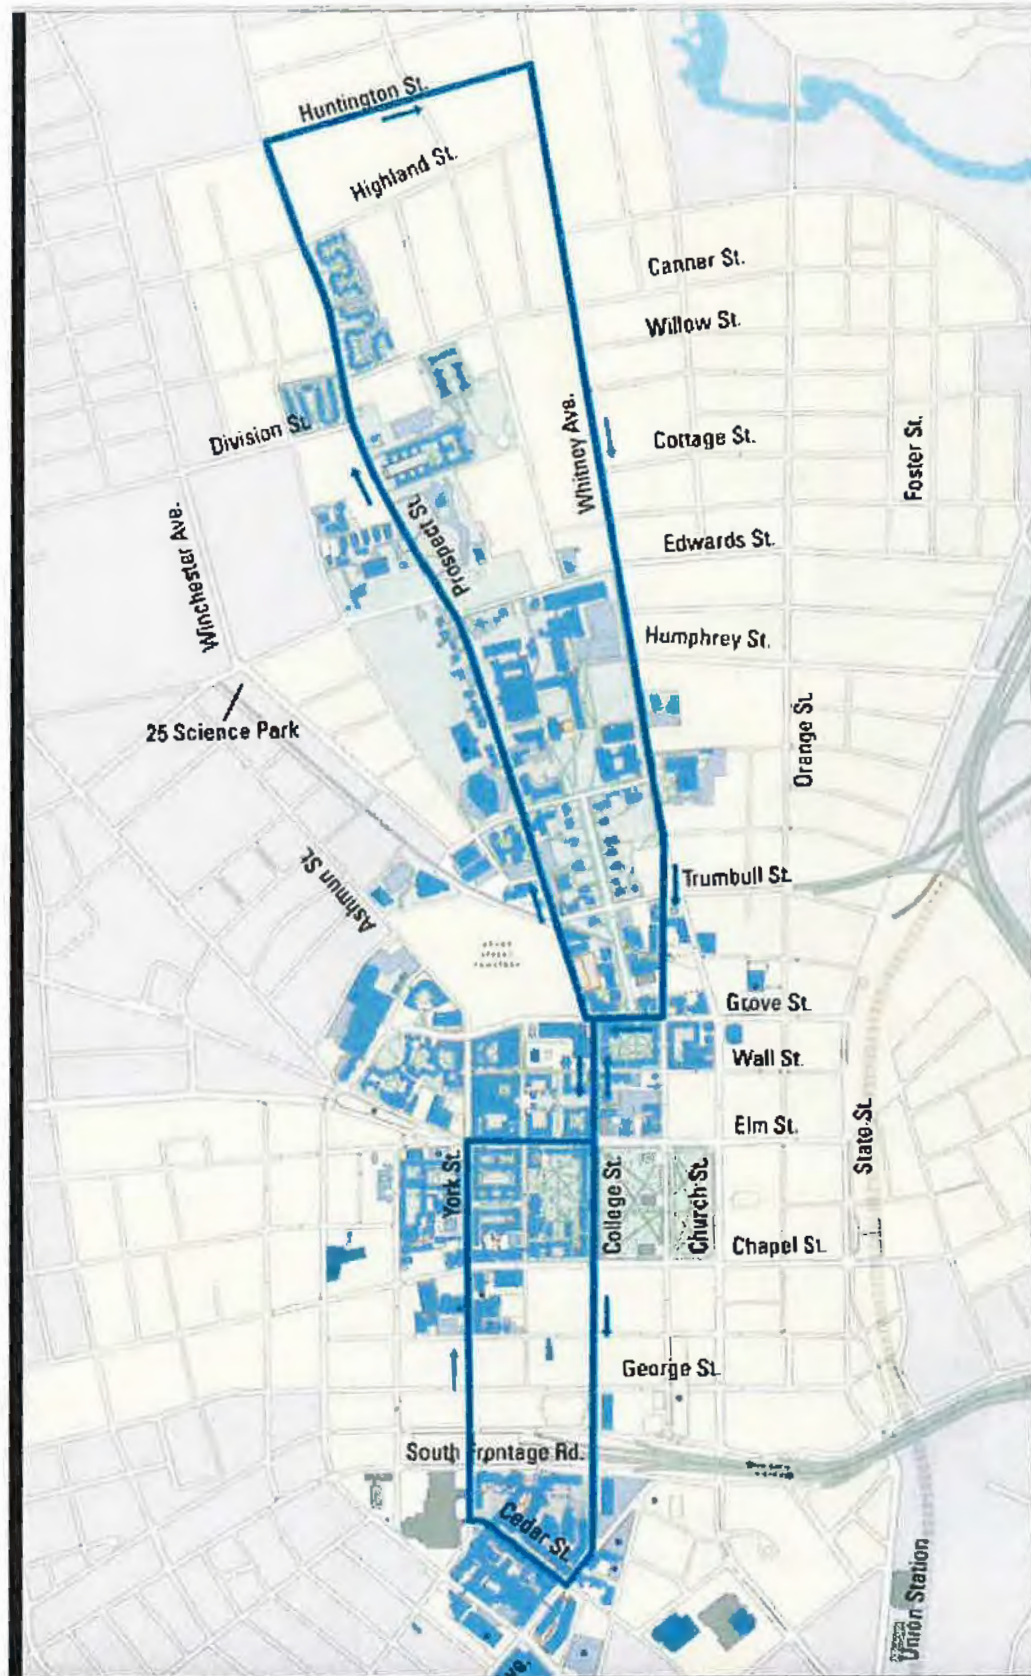 Huntington St.
Highland St.
Canner St.
Willow St.
Division St.
Whitney Ave.
Cottage St.
Foster St.
Prospect St.
Winchester Ave.
Edwards St.
Humphrey St.
25 Science Park
Orange St.
Ashmun St.
Trumbull St.
Grove St.
Wall St.
Elm St.
State St.
York St.
College St.
Church St.
Chapel St.
George St.
South Frontage Rd.
Cedar St.
Union Station